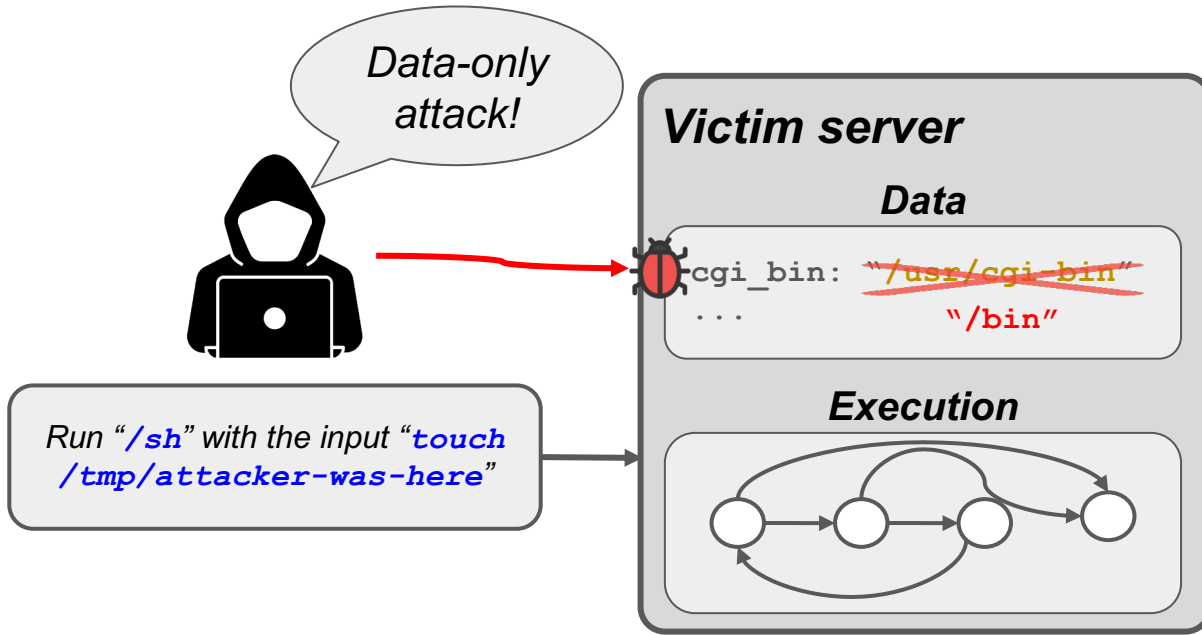 Data-only
attack!
Victim server
Data
cgi_bin: “/usr/cgi-bin”
... “/bin”
Run “/sh” with the input “touch
/tmp/attacker-was-here”
Execution